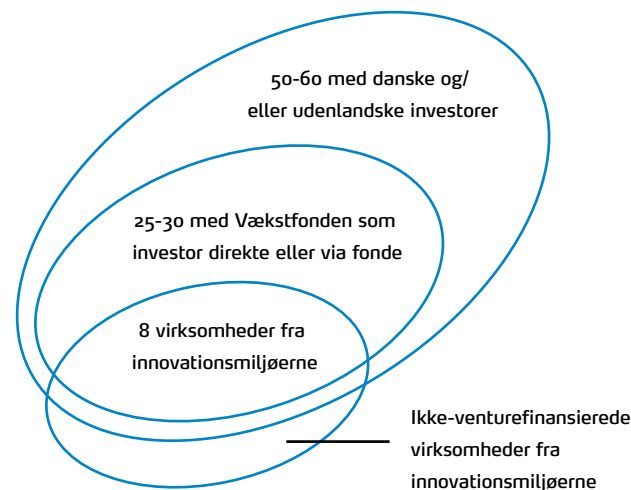 50-60 med danske og/
eller udenlandske investorer
25-30 med Vækstfonden som
investor direkte eller via fonde
8 virksomheder fra
innovationsmiljøerne
Ikke-venturefinansierede
virksomheder fra
innovationsmiljøerne